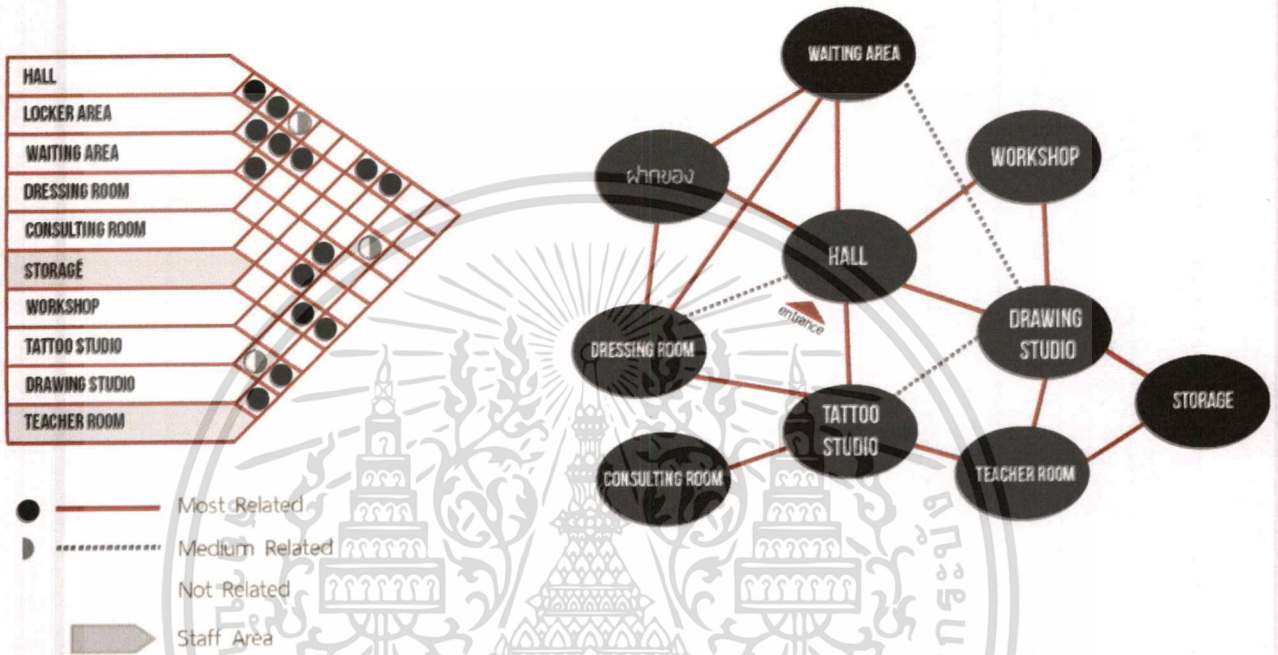 HALL
LOCKER AREA
WAITING AREA
DRESSING ROOM
CONSULTING ROOM
STORAGE
WORKSHOP
TATTOO STUDIO
DRAWING STUDIO
TEACHER ROOM
Most Related
Medium Related
Not Related
Staff Area
WAITING AREA
ฝากของ
WORKSHOP
HALL
entrance
DRESSING ROOM
DRAWING
STUDIO
TATTOO
STUDIO
STORAGE
CONSULTING ROOM
TEACHER ROOM